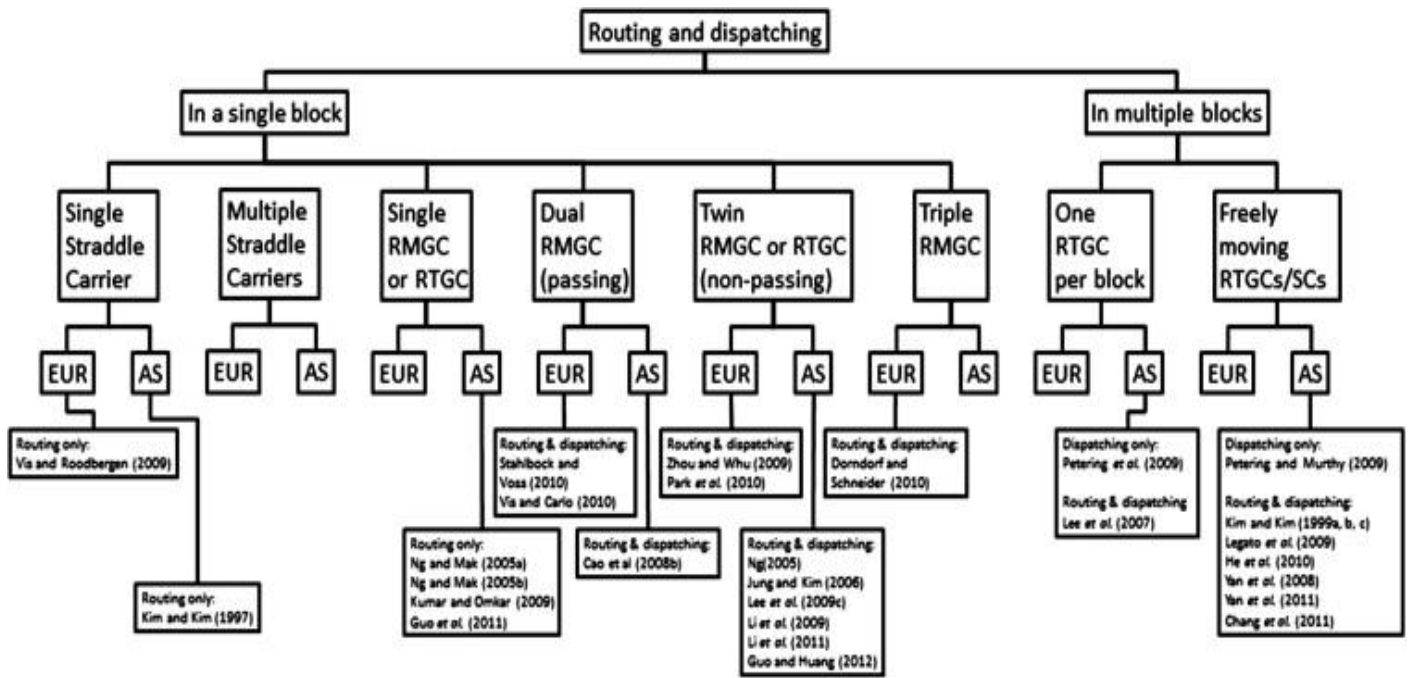 Routing and dispatching
In a single block
In multiple blocks
Single
Straddle
Carrier
Multiple
Straddle
Carriers
Single
RMGC
or RTGC
Dual
RMGC
(passing)
Twin
RMGC or RTGC
(non-passing)
Triple
RMGC
One
RTGC
per block
Freely
moving
RTGCs/SCs
EUR
AS
EUR
AS
EUR
AS
EUR
AS
EUR
AS
EUR
AS
EUR
AS
EUR
AS
Routing only:
Vis and Roodbergen (2009)
Routing only:
Kim and Kim (1997)
Routing only:
Ng and Mak (2005a)
Ng and Mak (2005b)
Kumar and Omkar (2009)
Guo et al. (2011)
Routing & dispatching:
Stahlbock and
Voss (2010)
Vis and Carlo (2010)
Routing & dispatching:
Cao et al (2008b)
Routing & dispatching:
Zhou and Whu (2009)
Park et al. (2010)
Routing & dispatching:
Ng(2005)
Jung and Kim (2006)
Lee et al. (2009c)
Li et al. (2009)
Li et al. (2011)
Guo and Huang (2012)
Routing & dispatching:
Dorndorf and
Schneider (2010)
Dispatching only:
Petering et al. (2009)
Routing & dispatching
Lee et al. (2007)
Dispatching only:
Petering and Murthy (2009)
Routing & dispatching:
Kim and Kim (1999a, b, c)
Legato et al. (2009)
He et al. (2010)
Yan et al. (2008)
Yan et al. (2011)
Chang et al. (2011)